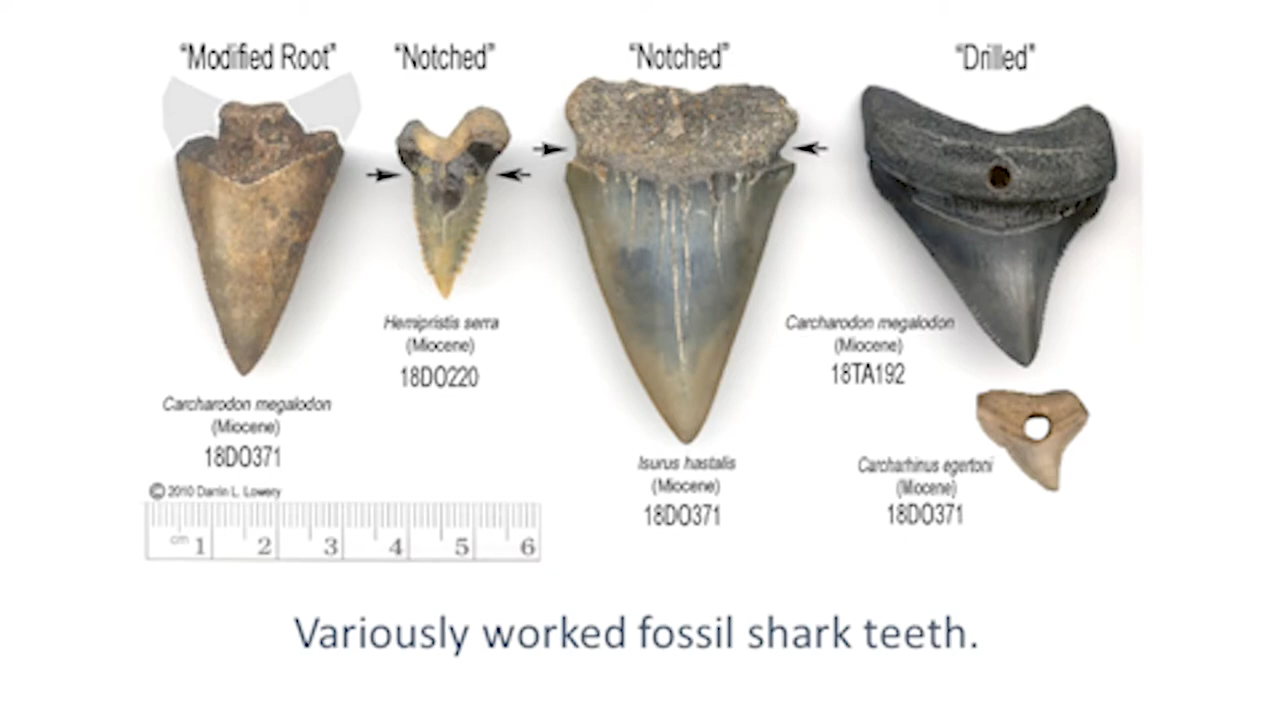 "Modified Root"
"Notched"
"Notched"
"Drilled"
Hemipristis serra
(Miocene)
18DO220
Carcharodon megalodon
(Miocene)
18TA192
Carcharodon megalodon
(Miocene)
18DO371
Isurus hastalis
(Miocene)
18DO371
Carcharhinus egertoni
(Miocene)
18DO371
© 2010 Darrin L. Lowery
cm 1 2 3 4 5 6
Variously worked fossil shark teeth.